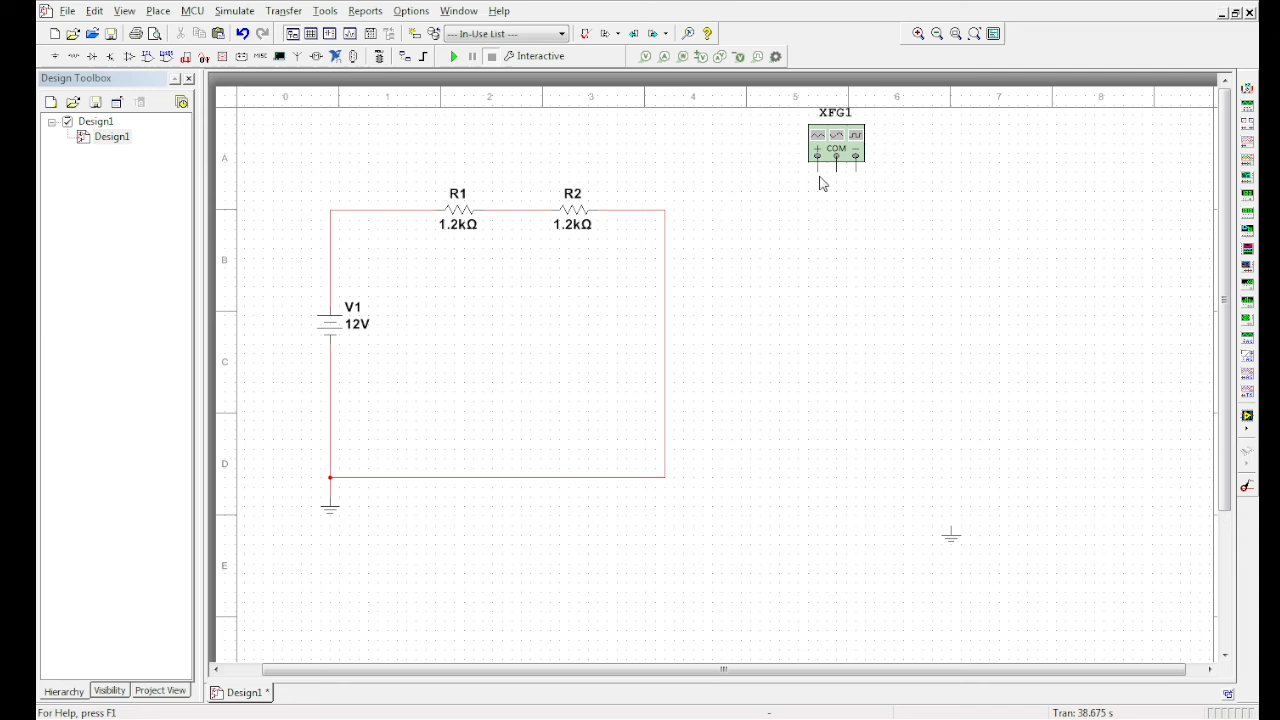 File Edit View Place MCU Simulate Transfer Tools Reports Options Window Help
--- In-Use List ---
Interactive
Design Toolbox
Design1
Design1
0 1 2 3 4 5 6 7 8
XFG1
+ COM −
A
R1 R2
1.2kΩ 1.2kΩ
B
V1
12V
C
D
E
Hierarchy Visibility Project View
Design1 *
For Help, press F1
-
Tran: 38.675 s